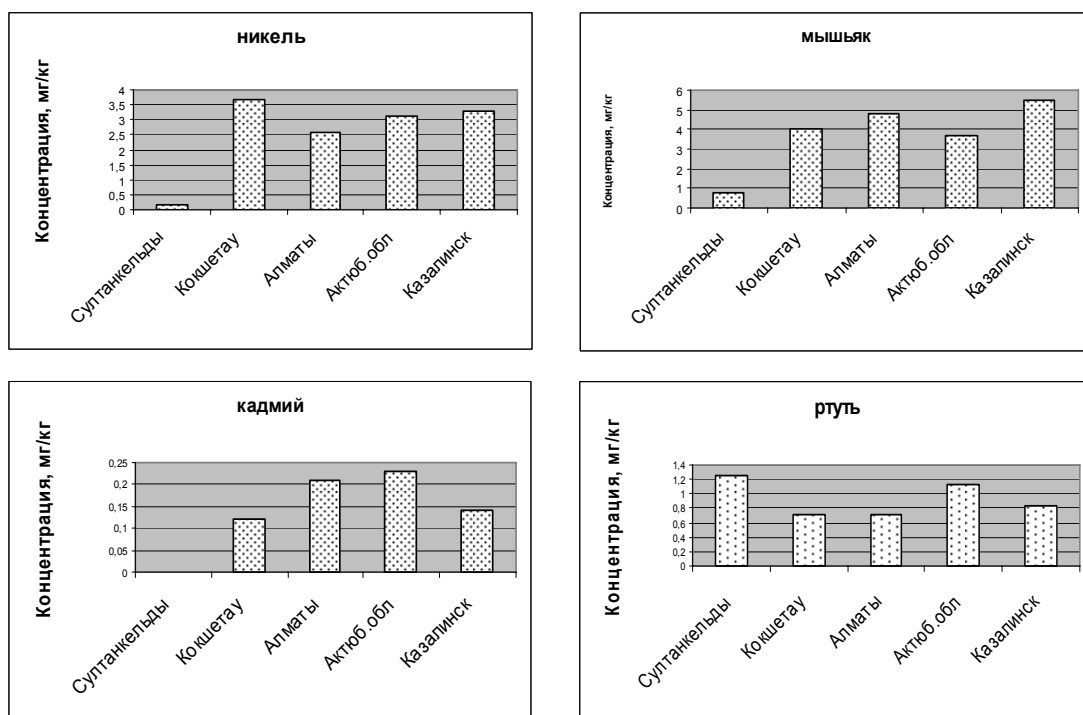 никель
Концентрация, мг/кг
4
3,5
3
2,5
2
1,5
1
0,5
0
Султанкельды
Кокшетау
Алматы
Актюб.обл
Казалинск
мышьяк
Концентрация, мг/кг
6
5
4
3
2
1
0
Султанкельды
Кокшетау
Алматы
Актюб.обл
Казалинск
кадмий
Концентрация, мг/кг
0,25
0,2
0,15
0,1
0,05
0
Султанкельды
Кокшетау
Алматы
Актюб.обл
Казалинск
ртуть
Концентрация, мг/кг
1,4
1,2
1
0,8
0,6
0,4
0,2
0
Султанкельды
Кокшетау
Алматы
Актюб.обл
Казалинск